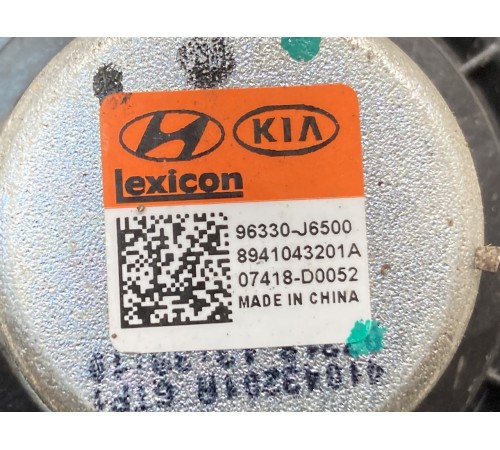 KIA
Lexicon
96330-J6500
8941043201A
07418-D0052
MADE IN CHINA